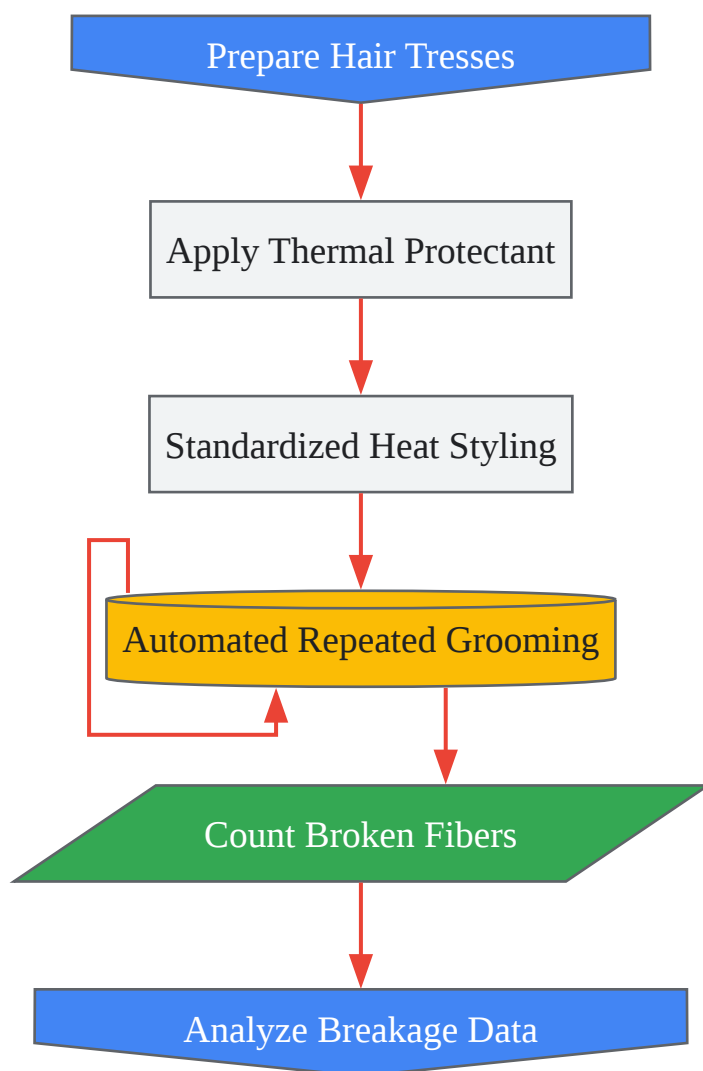 Prepare Hair Tresses
Apply Thermal Protectant
Standardized Heat Styling
Automated Repeated Grooming
Count Broken Fibers
Analyze Breakage Data